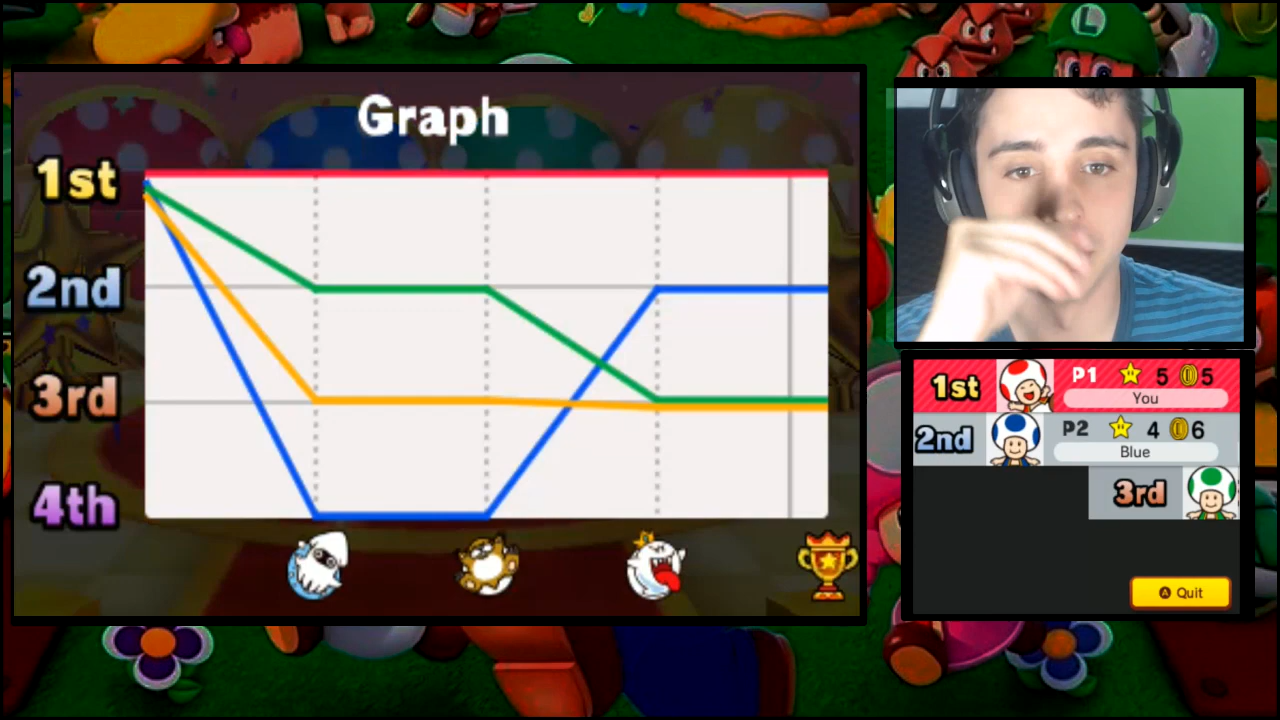 Graph
1st
2nd
3rd
4th
1st P1 5 5
You
2nd P2 4 6
Blue
3rd
A Quit
L